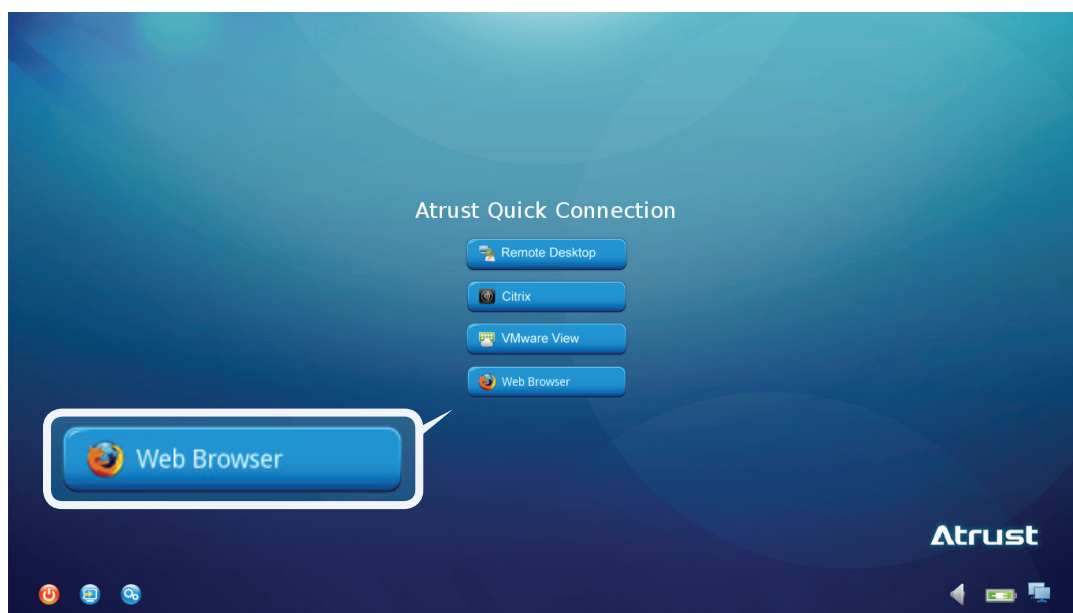 Atrust Quick Connection
Remote Desktop
Citrix
VMware View
Web Browser
Web Browser
Atrust